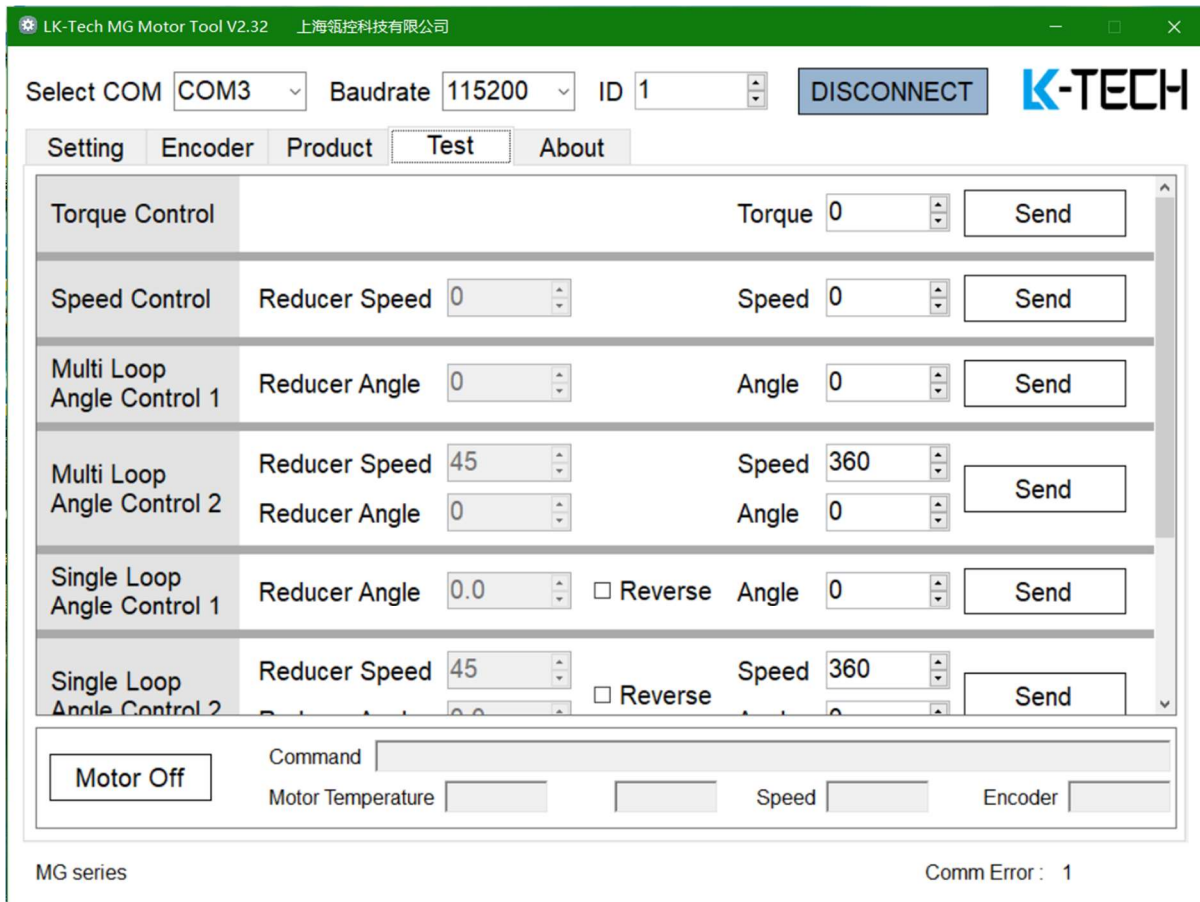 LK-Tech MG Motor Tool V2.32 上海瓴控科技有限公司
Select COM COM3 Baudrate 115200 ID 1 DISCONNECT K-TECH
Setting Encoder Product Test About
Torque Control Torque 0 Send
Speed Control Reducer Speed 0 Speed 0 Send
Multi Loop
Angle Control 1 Reducer Angle 0 Angle 0 Send
Multi Loop
Angle Control 2
Reducer Speed 45 Speed 360
Reducer Angle 0 Angle 0
Send
Single Loop
Angle Control 1 Reducer Angle 0.0 Reverse Angle 0 Send
Single Loop
Angle Control 2
Reducer Speed 45 Reverse Speed 360 Send
Motor Off
Command
Motor Temperature Speed Encoder
MG series Comm Error : 1